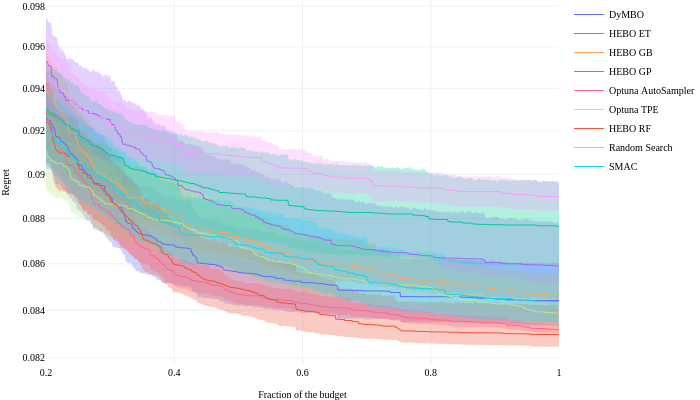 0.098
0.096
0.094
0.092
0.09
0.088
0.086
0.084
0.082
Regret
0.2
0.4
0.6
0.8
1
Fraction of the budget
DyMBO
HEBO ET
HEBO GB
HEBO GP
Optuna AutoSampler
Optuna TPE
HEBO RF
Random Search
SMAC